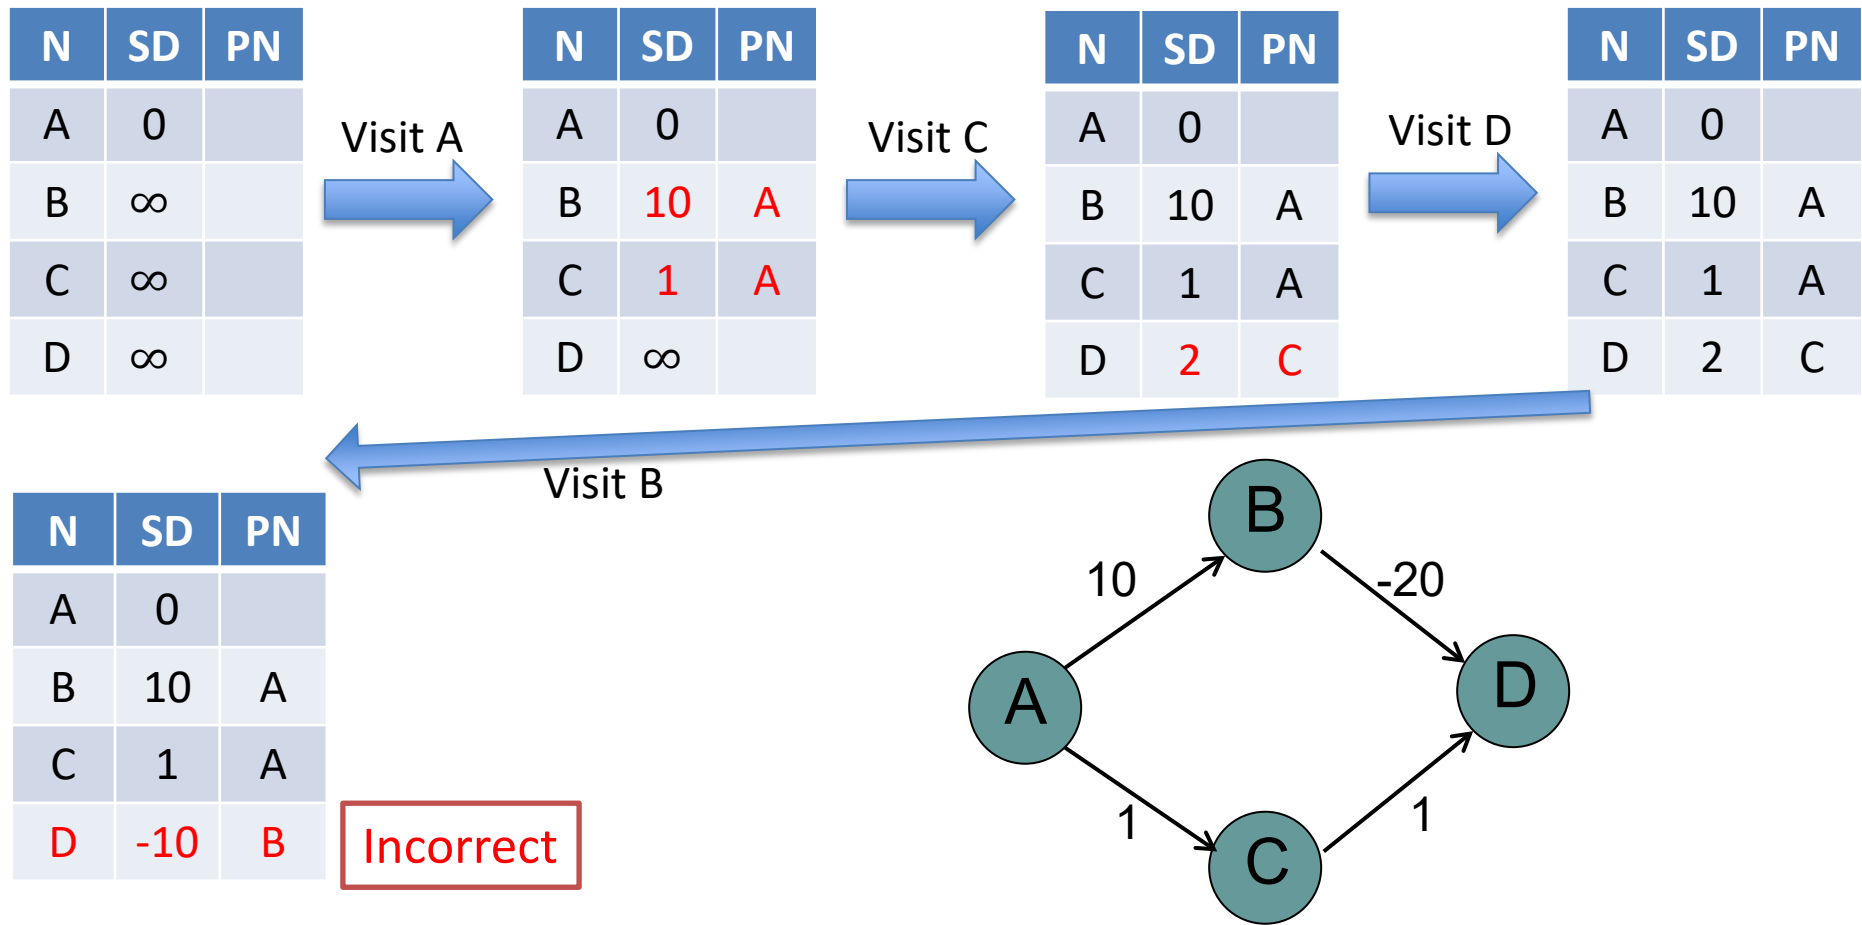 N SD PN
A 0
B ∞
C ∞
D ∞
Visit A
N SD PN
A 0
B 10 A
C 1 A
D ∞
Visit C
N SD PN
A 0
B 10 A
C 1 A
D 2 C
Visit D
N SD PN
A 0
B 10 A
C 1 A
D 2 C
Visit B
N SD PN
A 0
B 10 A
C 1 A
D -10 B
Incorrect
B
10
-20
A
D
1
1
C